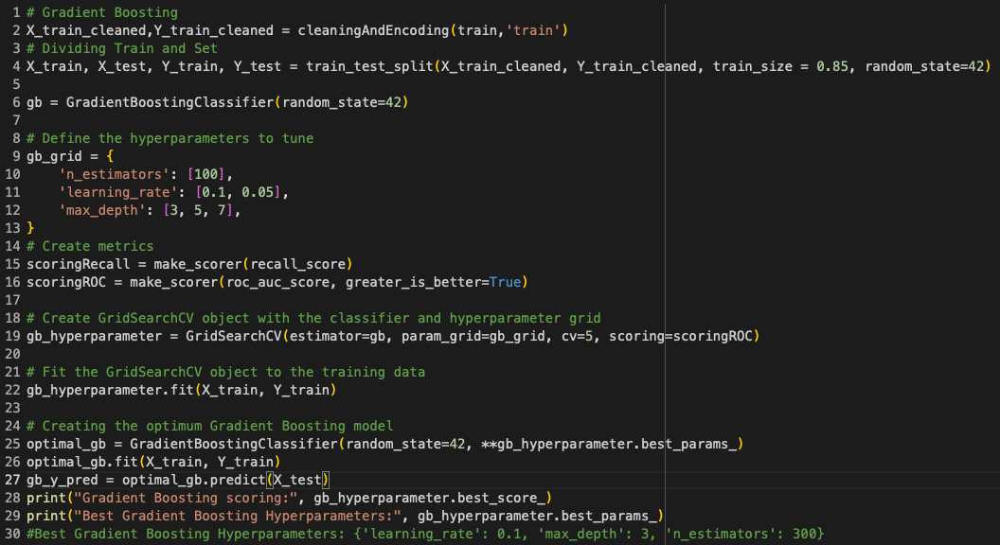 1 # Gradient Boosting
2 X_train_cleaned,Y_train_cleaned = cleaningAndEncoding(train,'train')
3 # Dividing Train and Set
4 X_train, X_test, Y_train, Y_test = train_test_split(X_train_cleaned, Y_train_cleaned, train_size = 0.85, random_state=42)
5
6 gb = GradientBoostingClassifier(random_state=42)
7
8 # Define the hyperparameters to tune
9 gb_grid = {
10     'n_estimators': [100],
11     'learning_rate': [0.1, 0.05],
12     'max_depth': [3, 5, 7],
13 }
14 # Create metrics
15 scoringRecall = make_scorer(recall_score)
16 scoringROC = make_scorer(roc_auc_score, greater_is_better=True)
17
18 # Create GridSearchCV object with the classifier and hyperparameter grid
19 gb_hyperparameter = GridSearchCV(estimator=gb, param_grid=gb_grid, cv=5, scoring=scoringROC)
20
21 # Fit the GridSearchCV object to the training data
22 gb_hyperparameter.fit(X_train, Y_train)
23
24 # Creating the optimum Gradient Boosting model
25 optimal_gb = GradientBoostingClassifier(random_state=42, **gb_hyperparameter.best_params_)
26 optimal_gb.fit(X_train, Y_train)
27 gb_y_pred = optimal_gb.predict(X_test)
28 print("Gradient Boosting scoring:", gb_hyperparameter.best_score_)
29 print("Best Gradient Boosting Hyperparameters:", gb_hyperparameter.best_params_)
30 #Best Gradient Boosting Hyperparameters: {'learning_rate': 0.1, 'max_depth': 3, 'n_estimators': 300}